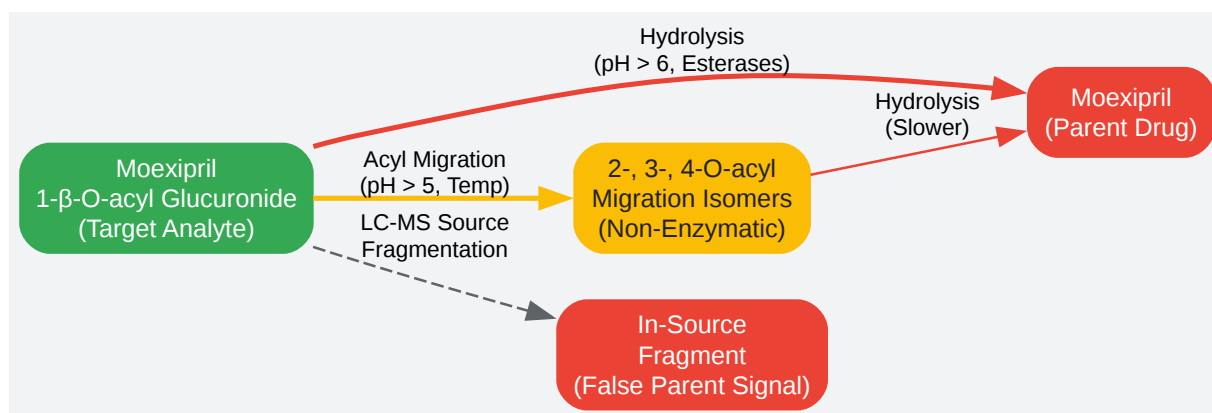 Hydrolysis
(pH > 6, Esterases)
Moexipril
(Parent Drug)
Hydrolysis
(Slower)
Moexipril
1-β-O-acyl Glucuronide
(Target Analyte)
Acyl Migration
(pH > 5, Temp)
2-, 3-, 4-O-acyl
Migration Isomers
(Non-Enzymatic)
LC-MS Source
Fragmentation
In-Source
Fragment
(False Parent Signal)